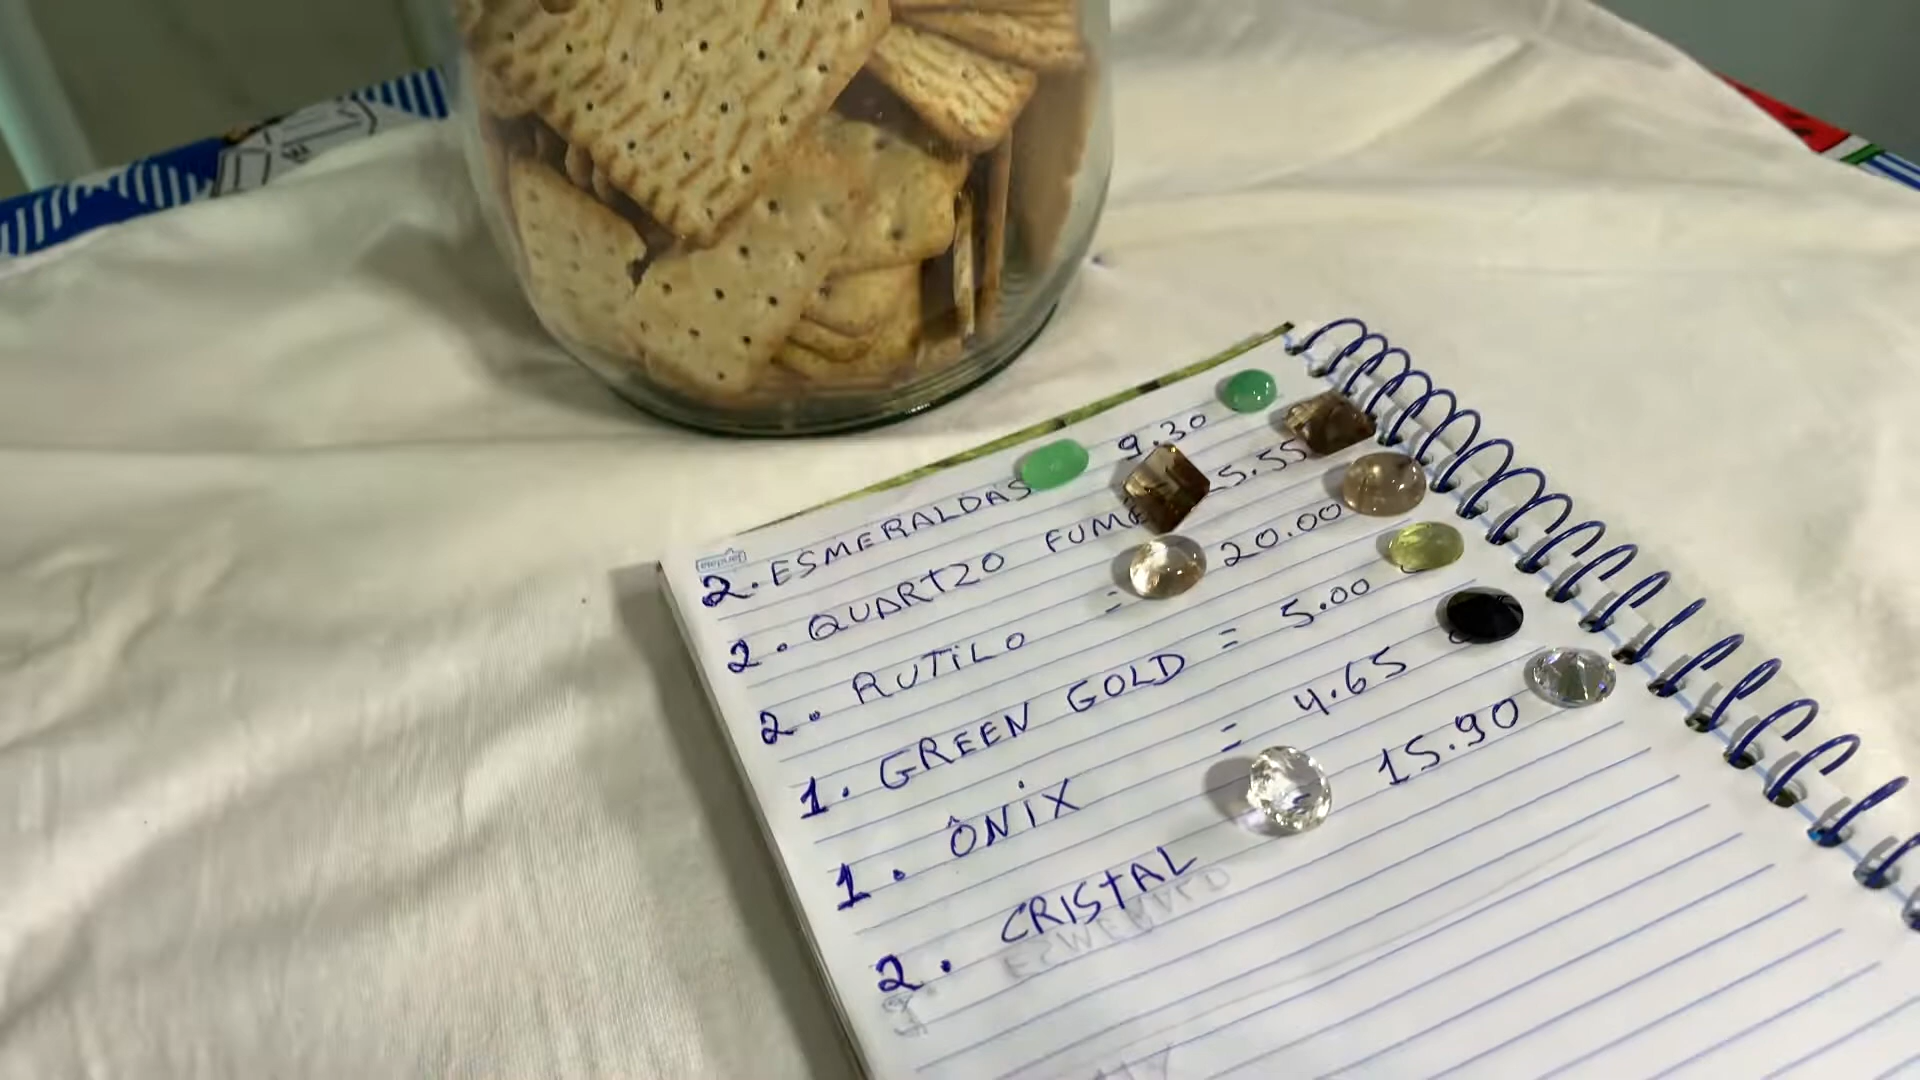 2. ESMERALDAS 9.30
2. QUARTZO FUMÊ 5.55
2. RUTILO = 20.00
1. GREEN GOLD = 5.00
1. ÔNIX = 4.65
2. CRISTAL 15.90